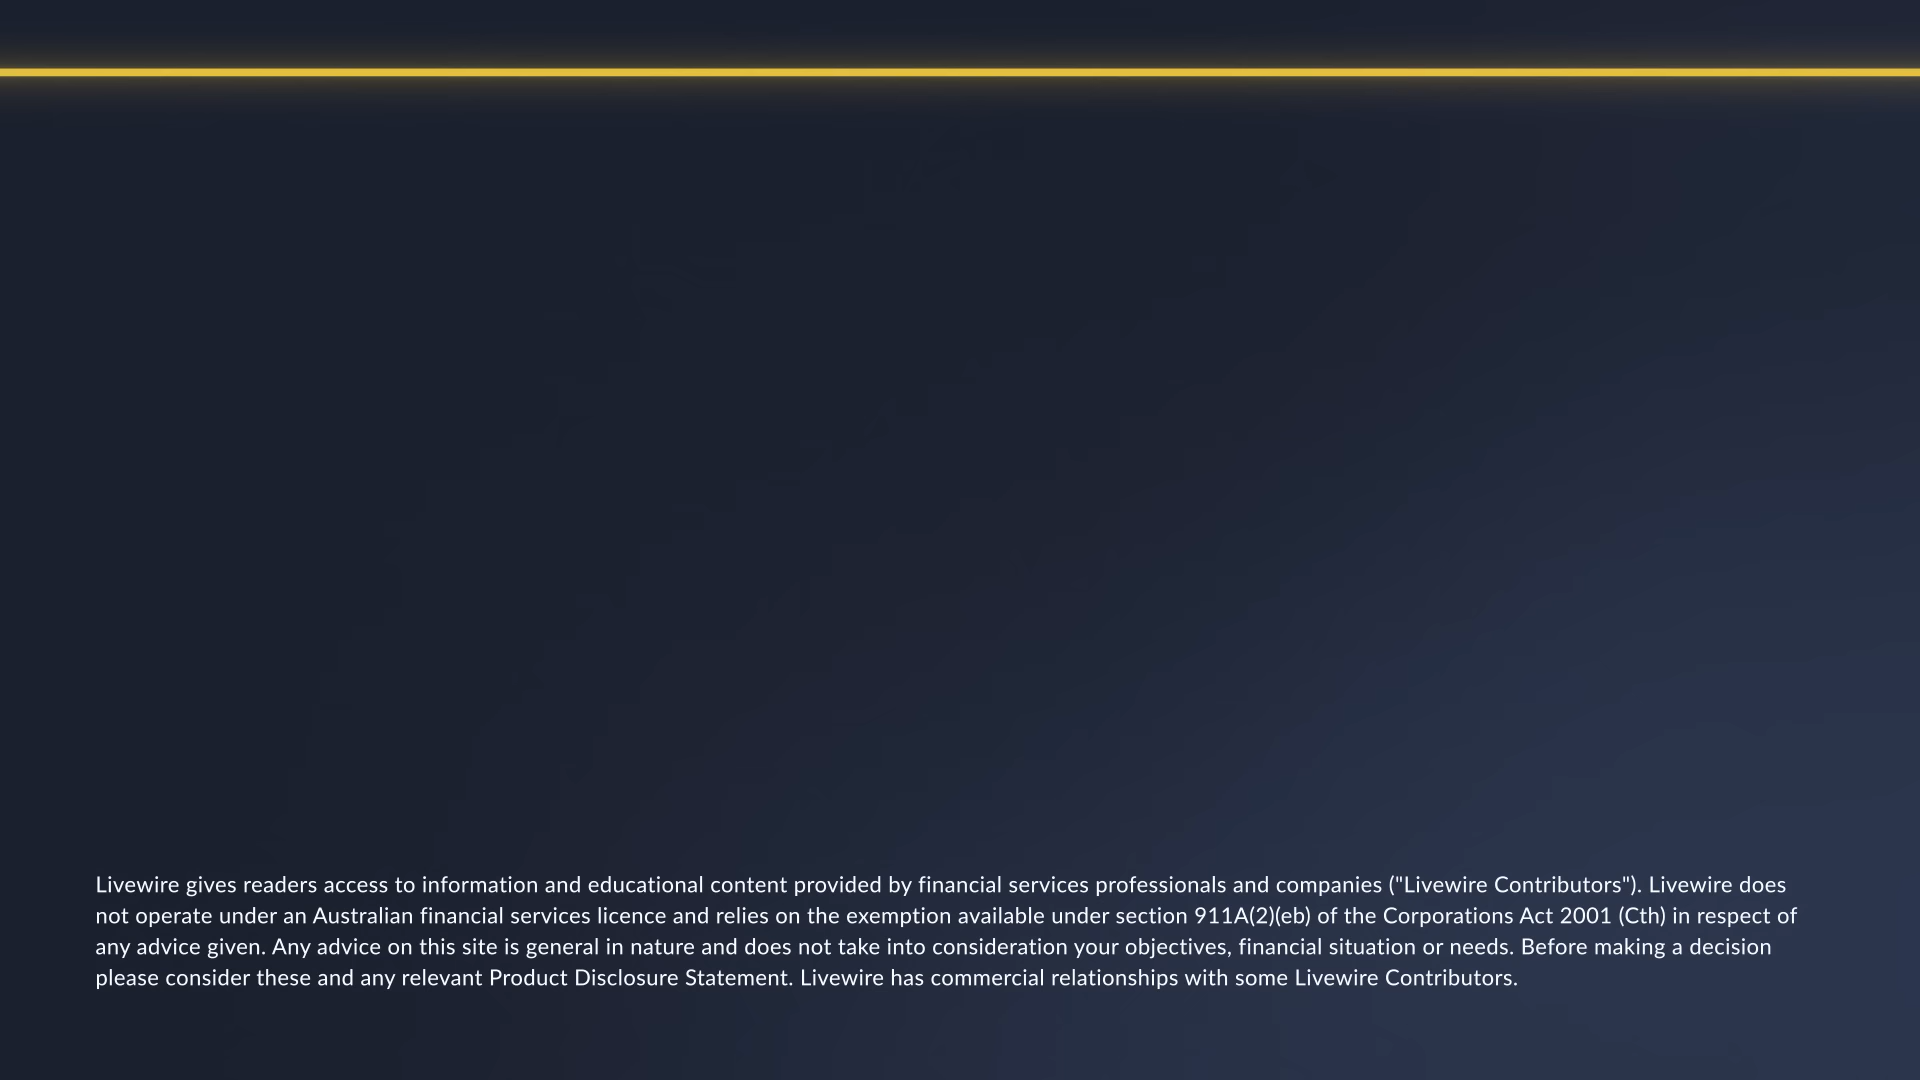 Livewire gives readers access to information and educational content provided by financial services professionals and companies ("Livewire Contributors"). Livewire does
not operate under an Australian financial services licence and relies on the exemption available under section 911A(2)(eb) of the Corporations Act 2001 (Cth) in respect of
any advice given. Any advice on this site is general in nature and does not take into consideration your objectives, financial situation or needs. Before making a decision
please consider these and any relevant Product Disclosure Statement. Livewire has commercial relationships with some Livewire Contributors.